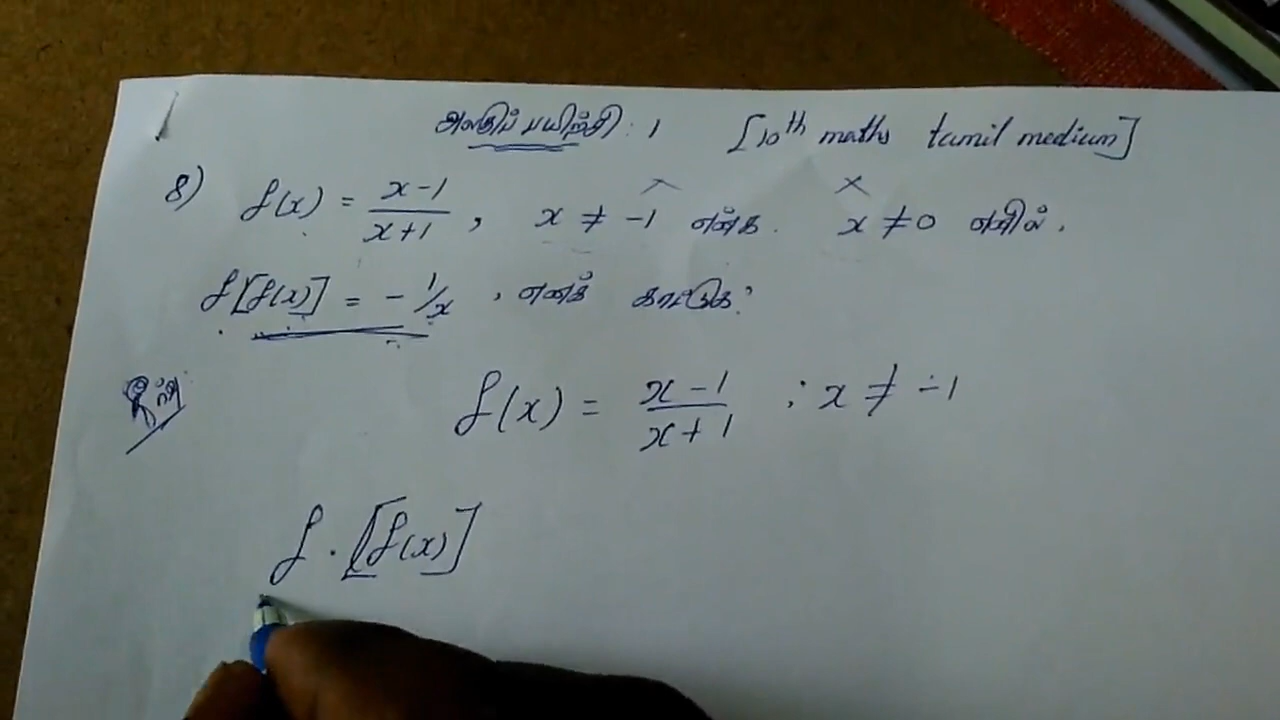 அலகுப் பயிற்சி : 1 [10th maths tamil medium]
8) f(x) = x-1/x+1 , x ≠ -1 என்க. x ≠ 0 எனில்,
f[f(x)] = - 1/x , எனக் காட்டுக?
தீர்வு
f(x) = x-1/x+1 ; x ≠ -1
f . [f(x)]